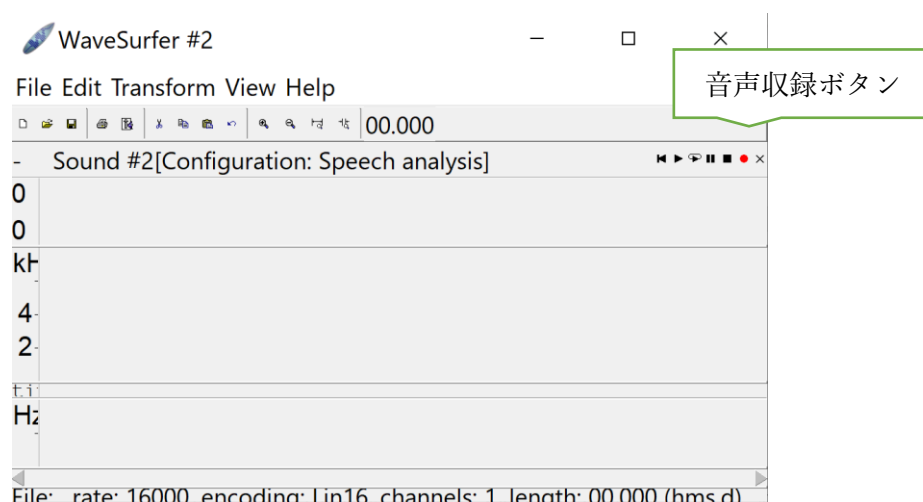 WaveSurfer #2
File Edit Transform View Help
音声収録ボタン
00.000
Sound #2[Configuration: Speech analysis]
0
0
kH
4
2
ti
Hz
File: rate: 16000 encoding: Lin16 channels: 1 length: 00.000 (hms.d)